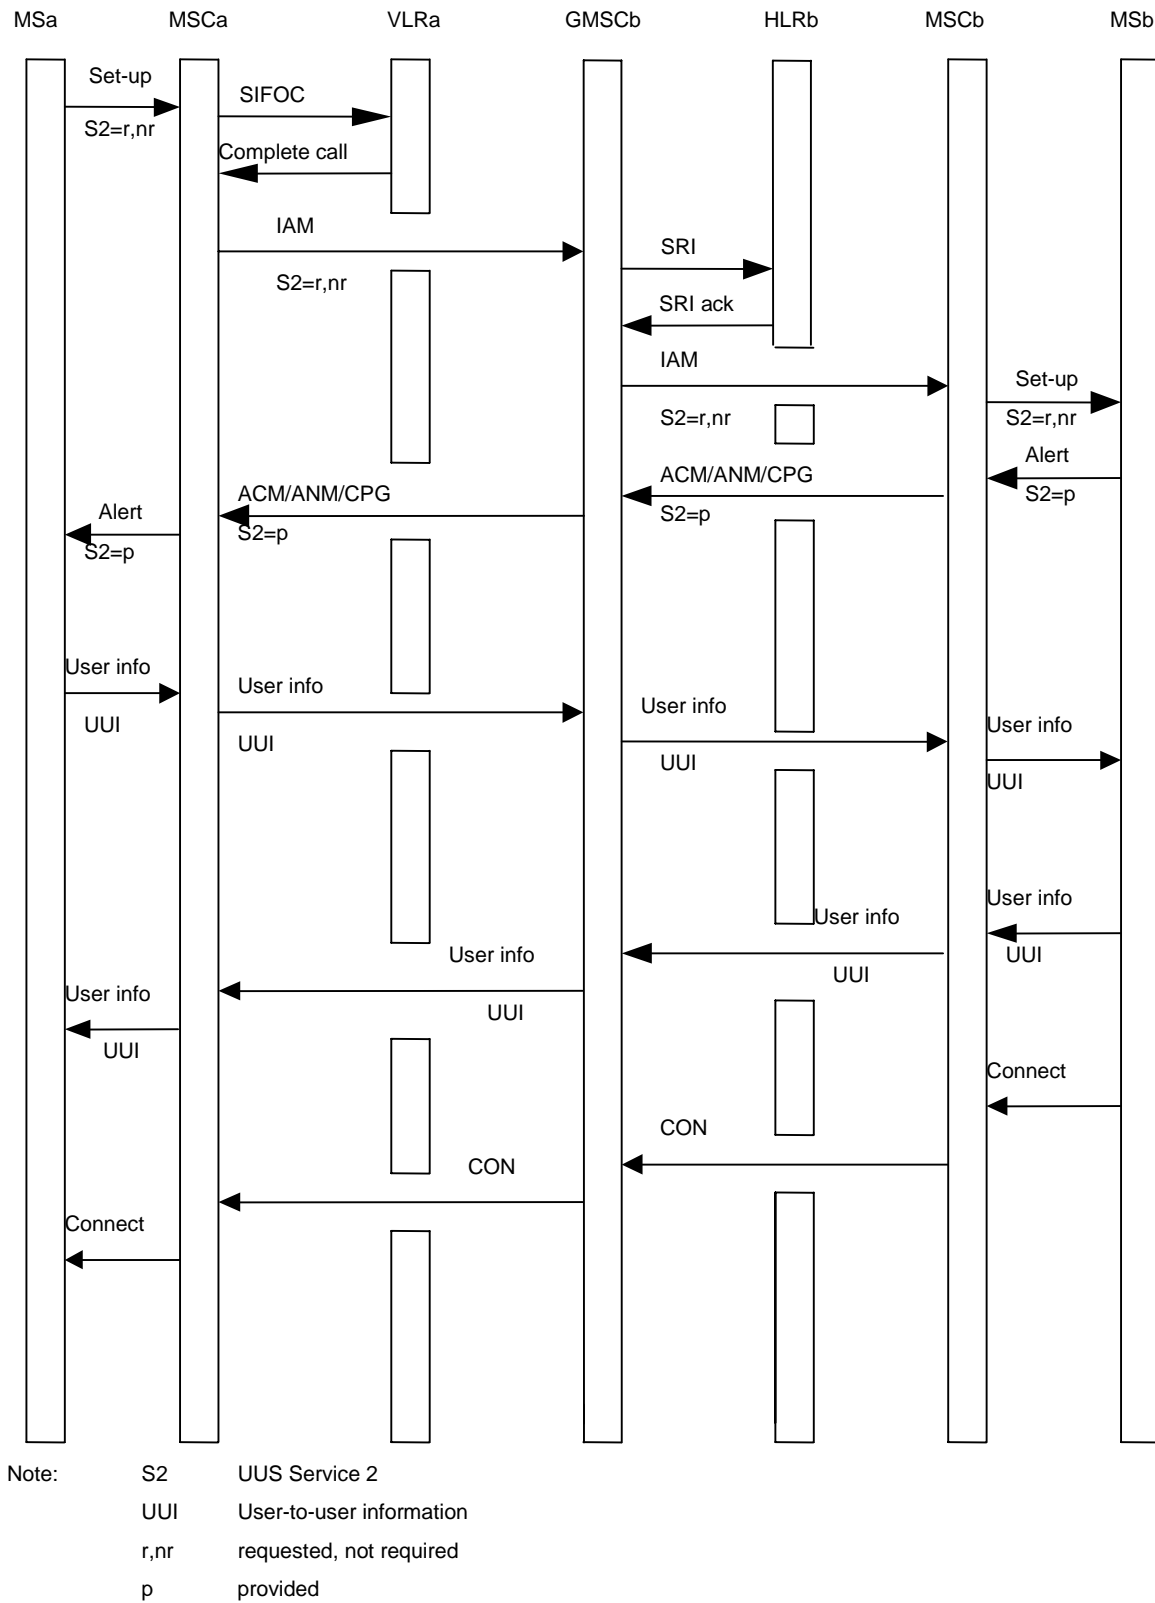 MSa MSCa VLRa GMSCb HLRb MSCb MSb
Set-up
SIFOC
S2=r,nr
Complete call
IAM
SRI
S2=r,nr
SRI ack
IAM
Set-up
S2=r,nr
S2=r,nr
Alert
ACM/ANM/CPG
ACM/ANM/CPG
S2=p
Alert
S2=p
S2=p
S2=p
User info
User info
User info
UUI
User info
UUI
UUI
UUI
User info
User info
User info
UUI
UUI
User info
UUI
UUI
Connect
CON
CON
Connect
Note: S2 UUS Service 2
UUI User-to-user information
r,nr requested, not required
p provided